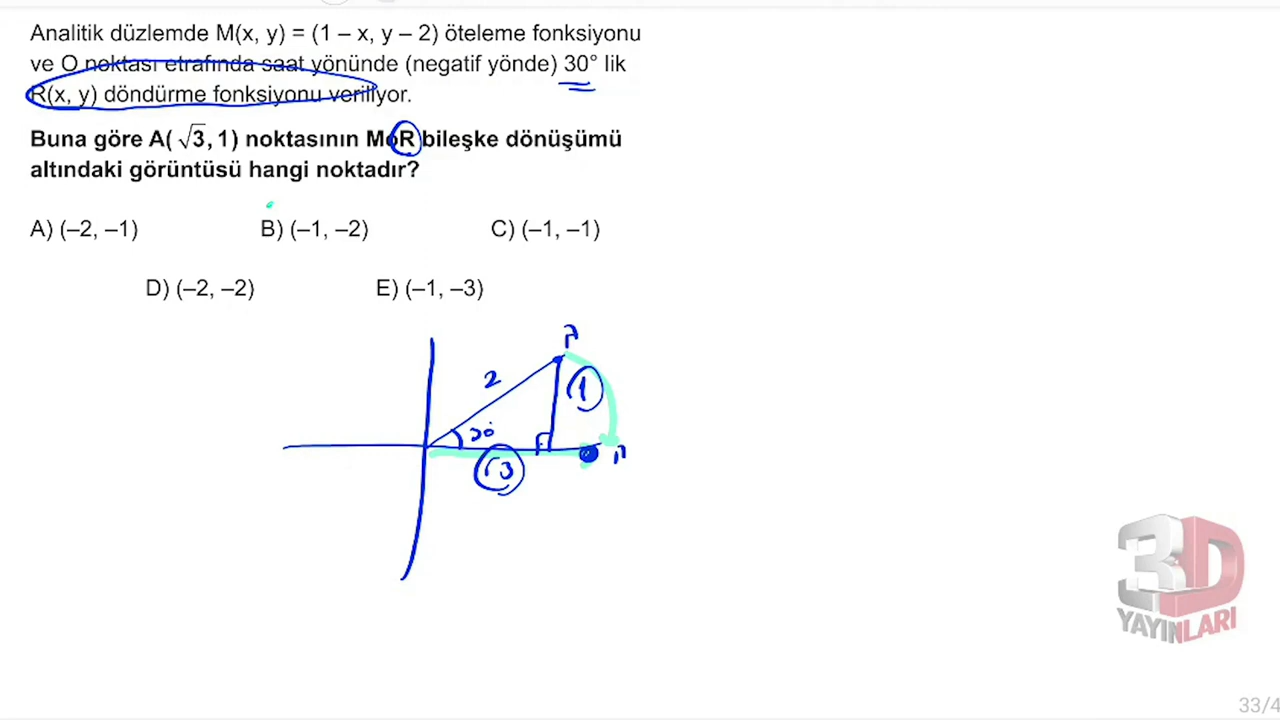 Analitik düzlemde M(x, y) = (1 – x, y – 2) öteleme fonksiyonu
ve O noktası etrafında saat yönünde (negatif yönde) 30° lik
R(x, y) döndürme fonksiyonu veriliyor.
Buna göre A(√3, 1) noktasının MoR bileşke dönüşümü
altındaki görüntüsü hangi noktadır?
A) (–2, –1) B) (–1, –2) C) (–1, –1)
D) (–2, –2) E) (–1, –3)
A
2
1
30°
√3
3D
YAYINLARI
33/4